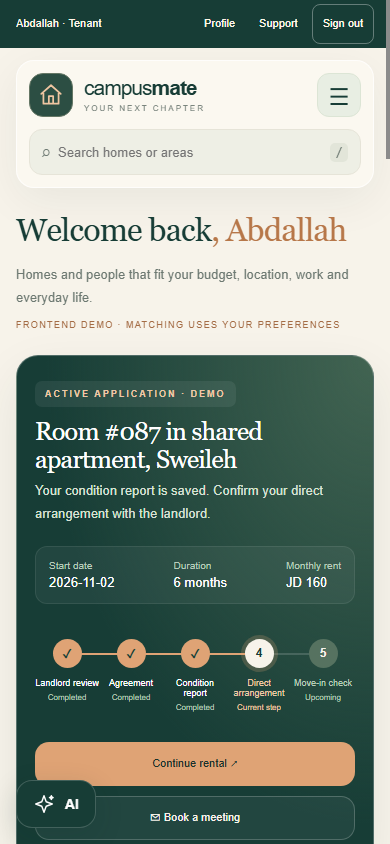 Abdallah · Tenant
Profile
Support
Sign out
campusmate
YOUR NEXT CHAPTER
Search homes or areas
/
Welcome back, Abdallah
Homes and people that fit your budget, location, work and
everyday life.
FRONTEND DEMO · MATCHING USES YOUR PREFERENCES
ACTIVE APPLICATION · DEMO
Room #087 in shared
apartment, Sweileh
Your condition report is saved. Confirm your direct
arrangement with the landlord.
Start date
Duration
Monthly rent
2026-11-02
6 months
JD 160
✓
✓
✓
4
5
Landlord review
Completed
Agreement
Completed
Condition
report
Completed
Direct
arrangement
Current step
Move-in check
Upcoming
Continue rental ↗
AI
Book a meeting